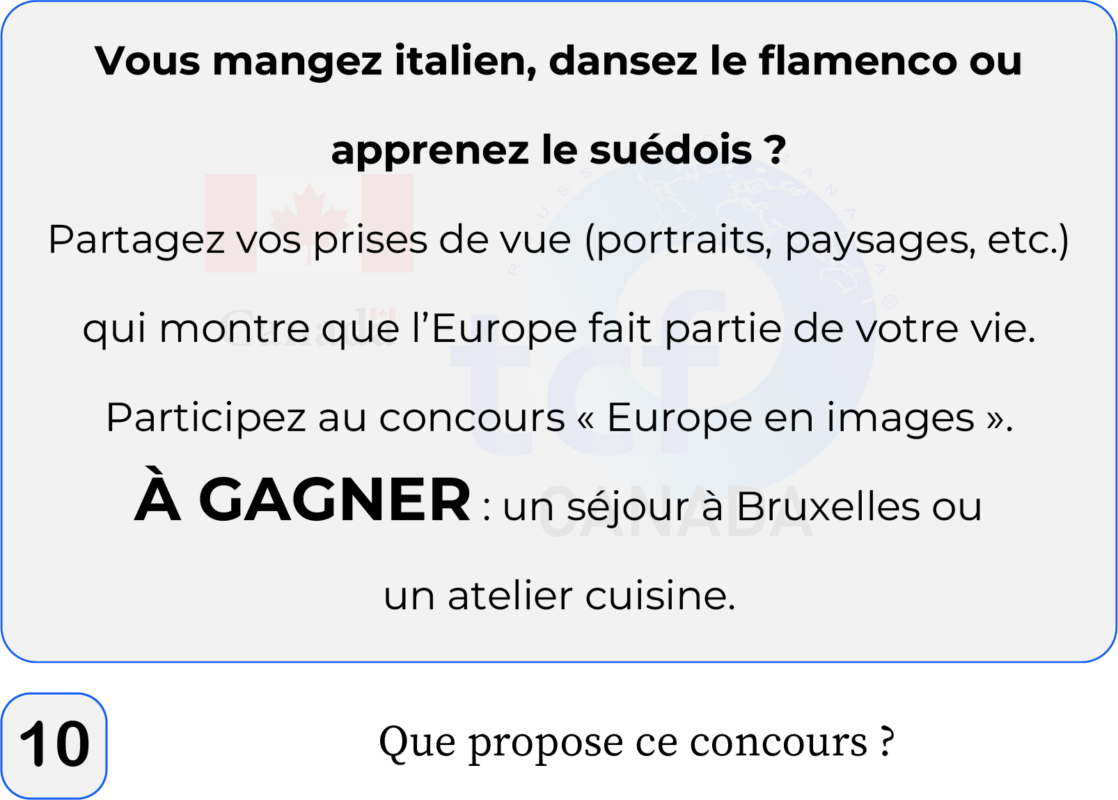 Vous mangez italien, dansez le flamenco ou
apprenez le suédois ?
Partagez vos prises de vue (portraits, paysages, etc.)
qui montre que l’Europe fait partie de votre vie.
Participez au concours « Europe en images ».
À GAGNER : un séjour à Bruxelles ou
un atelier cuisine.
Canada
tcf
CANADA
10
Que propose ce concours ?